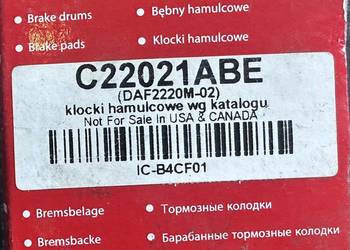 • Brake drums
• Bębny hamulcowe
• Brake pads
• Klocki hamulcowe
C22021ABE
(DAF2220M-02)
klocki hamulcowe wg katalogu
Not For Sale In USA & CANADA
IC-B4CF01
• Bremsbelage
• Тормозные колодки
• Bremsbacke
• Барабанные тормозные колодки